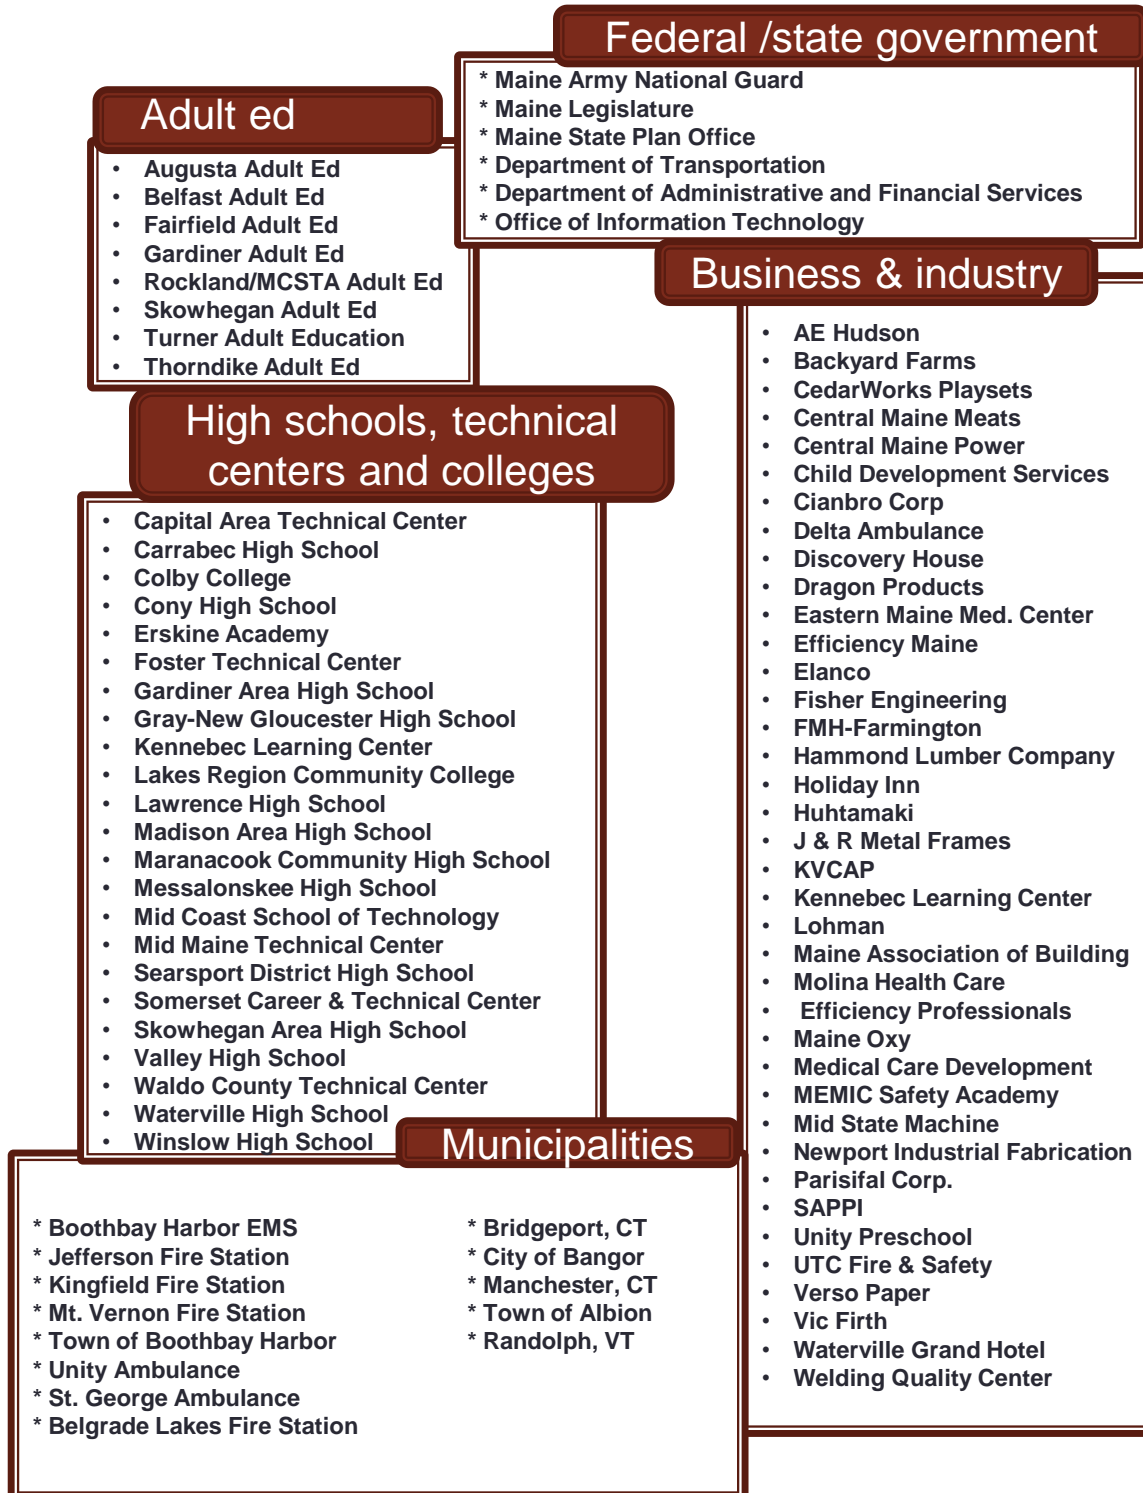 Federal /state government
* Maine Army National Guard
* Maine Legislature
* Maine State Plan Office
* Department of Transportation
* Department of Administrative and Financial Services
* Office of Information Technology
Adult ed
• Augusta Adult Ed
• Belfast Adult Ed
• Fairfield Adult Ed
• Gardiner Adult Ed
• Rockland/MCSTA Adult Ed
• Skowhegan Adult Ed
• Turner Adult Education
• Thorndike Adult Ed
High schools, technical
centers and colleges
• Capital Area Technical Center
• Carrabec High School
• Colby College
• Cony High School
• Erskine Academy
• Foster Technical Center
• Gardiner Area High School
• Gray-New Gloucester High School
• Kennebec Learning Center
• Lakes Region Community College
• Lawrence High School
• Madison Area High School
• Maranacook Community High School
• Messalonskee High School
• Mid Coast School of Technology
• Mid Maine Technical Center
• Searsport District High School
• Somerset Career & Technical Center
• Skowhegan Area High School
• Valley High School
• Waldo County Technical Center
• Waterville High School
• Winslow High School
Business & industry
• AE Hudson
• Backyard Farms
• CedarWorks Playsets
• Central Maine Meats
• Central Maine Power
• Child Development Services
• Cianbro Corp
• Delta Ambulance
• Discovery House
• Dragon Products
• Eastern Maine Med. Center
• Efficiency Maine
• Elanco
• Fisher Engineering
• FMH-Farmington
• Hammond Lumber Company
• Holiday Inn
• Huhtamaki
• J & R Metal Frames
• KVCAP
• Kennebec Learning Center
• Lohman
• Maine Association of Building
• Molina Health Care
• Efficiency Professionals
• Maine Oxy
• Medical Care Development
• MEMIC Safety Academy
• Mid State Machine
• Newport Industrial Fabrication
• Parisifal Corp.
• SAPPI
• Unity Preschool
• UTC Fire & Safety
• Verso Paper
• Vic Firth
• Waterville Grand Hotel
• Welding Quality Center
Municipalities
* Boothbay Harbor EMS
* Jefferson Fire Station
* Kingfield Fire Station
* Mt. Vernon Fire Station
* Town of Boothbay Harbor
* Unity Ambulance
* St. George Ambulance
* Belgrade Lakes Fire Station
* Bridgeport, CT
* City of Bangor
* Manchester, CT
* Town of Albion
* Randolph, VT